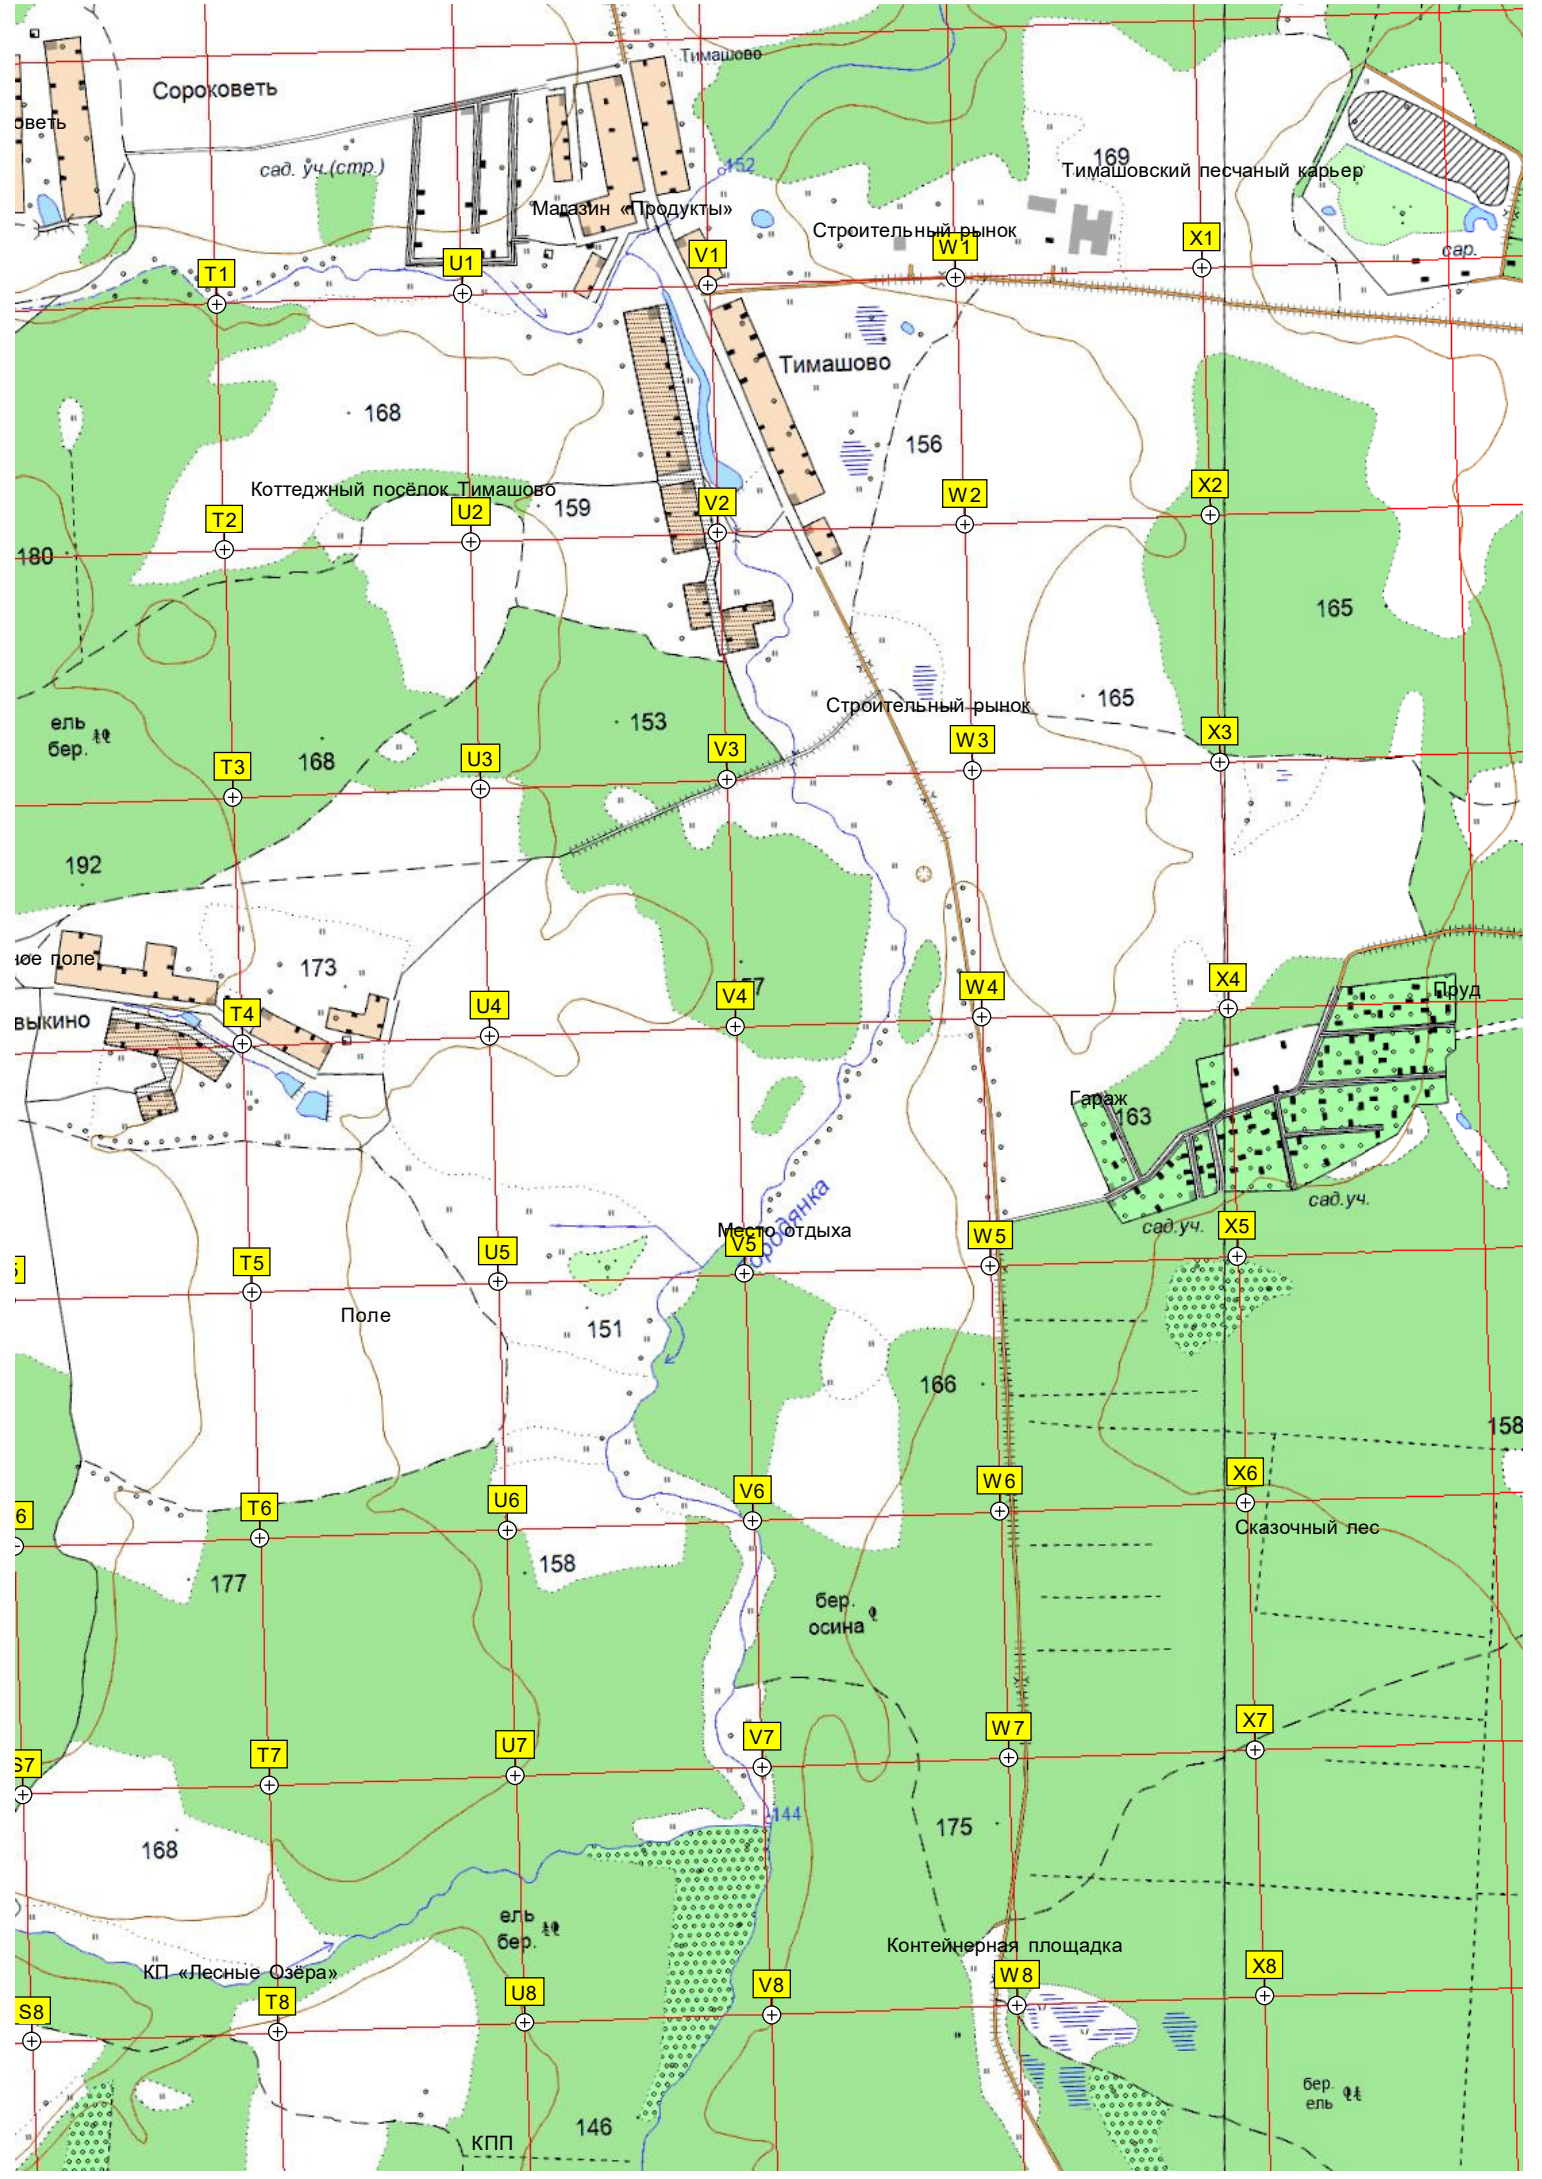 Тимашово
Сороковеть
оветь
сад. уч.(стр.)
152
169
Тимашовский песчаный карьер
Магазин «Продукты»
Строительный рынок
сар.
T1
U1
V1
W1
X1
Тимашово
168
156
Коттеджный посёлок Тимашово
159
T2
U2
V2
W2
X2
180
165
165
Строительный рынок
153
ель
бер.
168
T3
U3
V3
W3
X3
192
173
ное поле
выкино
57
Пруд
T4
U4
V4
W4
X4
Гараж
163
сад.уч.
сад.уч.
Место отдыха
ородянка
5
T5
U5
V5
W5
X5
Поле
151
166
158
6
T6
U6
V6
W6
X6
Сказочный лес
177
158
бер.
осина
S7
T7
U7
V7
W7
X7
144
175
168
ель
бер.
Контейнерная площадка
КП «Лесные Озёра»
S8
T8
U8
V8
W8
X8
бер.
ель
146
КПП